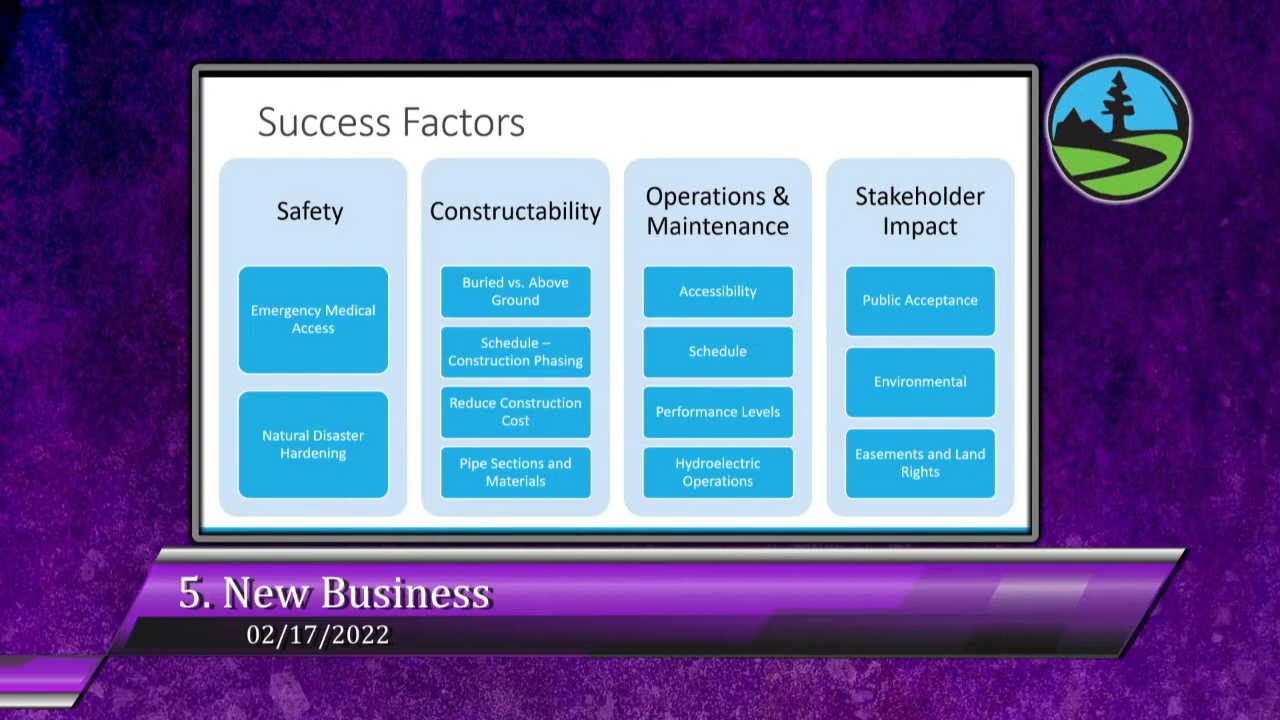 Success Factors
Safety
Emergency Medical
Access
Natural Disaster
Hardening
Constructability
Buried vs. Above
Ground
Schedule –
Construction Phasing
Reduce Construction
Cost
Pipe Sections and
Materials
Operations &
Maintenance
Accessibility
Schedule
Performance Levels
Hydroelectric
Operations
Stakeholder
Impact
Public Acceptance
Environmental
Easements and Land
Rights
5. New Business
02/17/2022